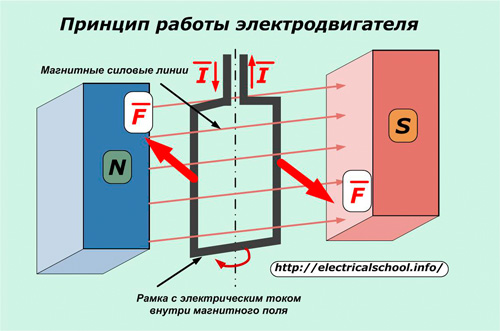 Принцип работы электродвигателя
Магнитные силовые линии
I
I
F
N
S
F
http://electricalschool.info/
Рамка с электрическим током
внутри магнитного поля